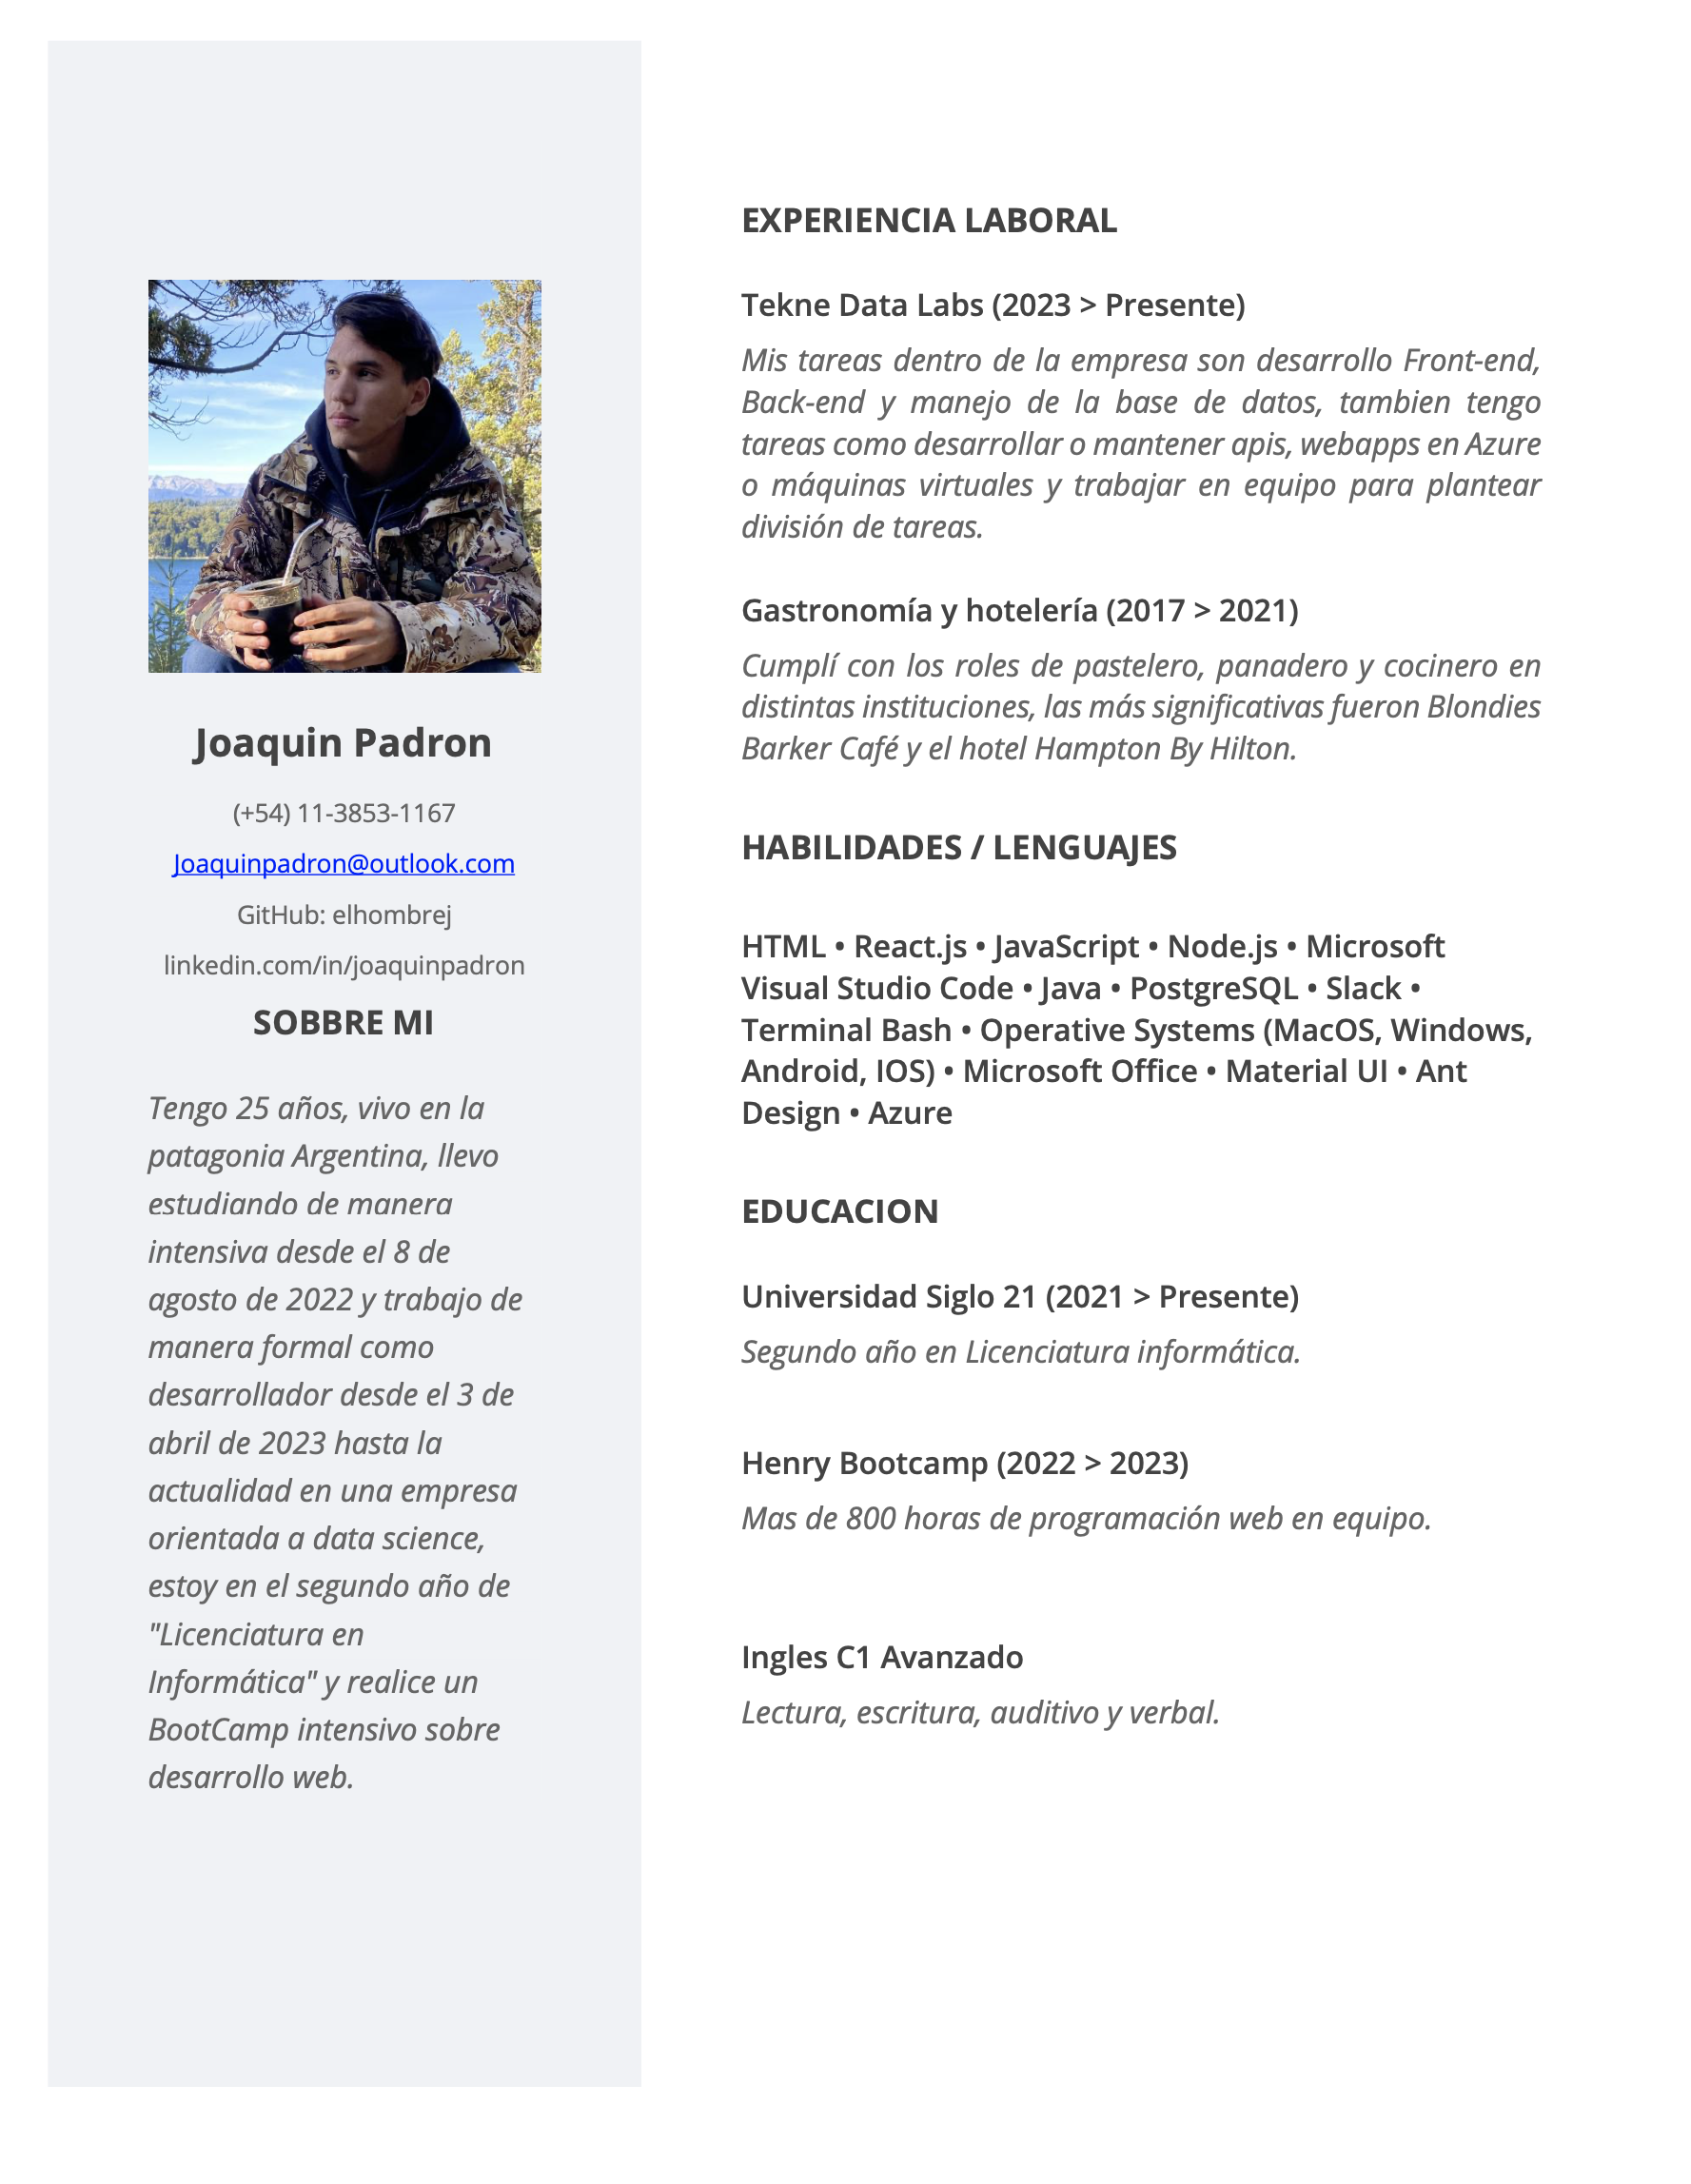 Joaquin Padron
(+54) 11-3853-1167
Joaquinpadron@outlook.com
GitHub: elhombrej
linkedin.com/in/joaquinpadron
SOBBRE MI
Tengo 25 años, vivo en la
patagonia Argentina, llevo
estudiando de manera
intensiva desde el 8 de
agosto de 2022 y trabajo de
manera formal como
desarrollador desde el 3 de
abril de 2023 hasta la
actualidad en una empresa
orientada a data science,
estoy en el segundo año de
"Licenciatura en
Informática" y realice un
BootCamp intensivo sobre
desarrollo web.
EXPERIENCIA LABORAL
Tekne Data Labs (2023 > Presente)
Mis tareas dentro de la empresa son desarrollo Front-end,
Back-end y manejo de la base de datos, tambien tengo
tareas como desarrollar o mantener apis, webapps en Azure
o máquinas virtuales y trabajar en equipo para plantear
división de tareas.
Gastronomía y hotelería (2017 > 2021)
Cumplí con los roles de pastelero, panadero y cocinero en
distintas instituciones, las más significativas fueron Blondies
Barker Café y el hotel Hampton By Hilton.
HABILIDADES / LENGUAJES
HTML • React.js • JavaScript • Node.js • Microsoft
Visual Studio Code • Java • PostgreSQL • Slack •
Terminal Bash • Operative Systems (MacOS, Windows,
Android, IOS) • Microsoft Office • Material UI • Ant
Design • Azure
EDUCACION
Universidad Siglo 21 (2021 > Presente)
Segundo año en Licenciatura informática.
Henry Bootcamp (2022 > 2023)
Mas de 800 horas de programación web en equipo.
Ingles C1 Avanzado
Lectura, escritura, auditivo y verbal.